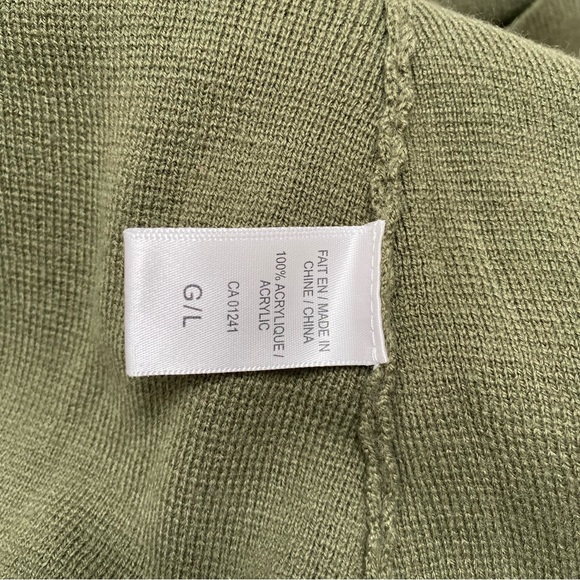 FAIT EN / MADE IN
CHINE / CHINA
100% ACRYLIQUE /
ACRYLIC
CA 01241
G / L